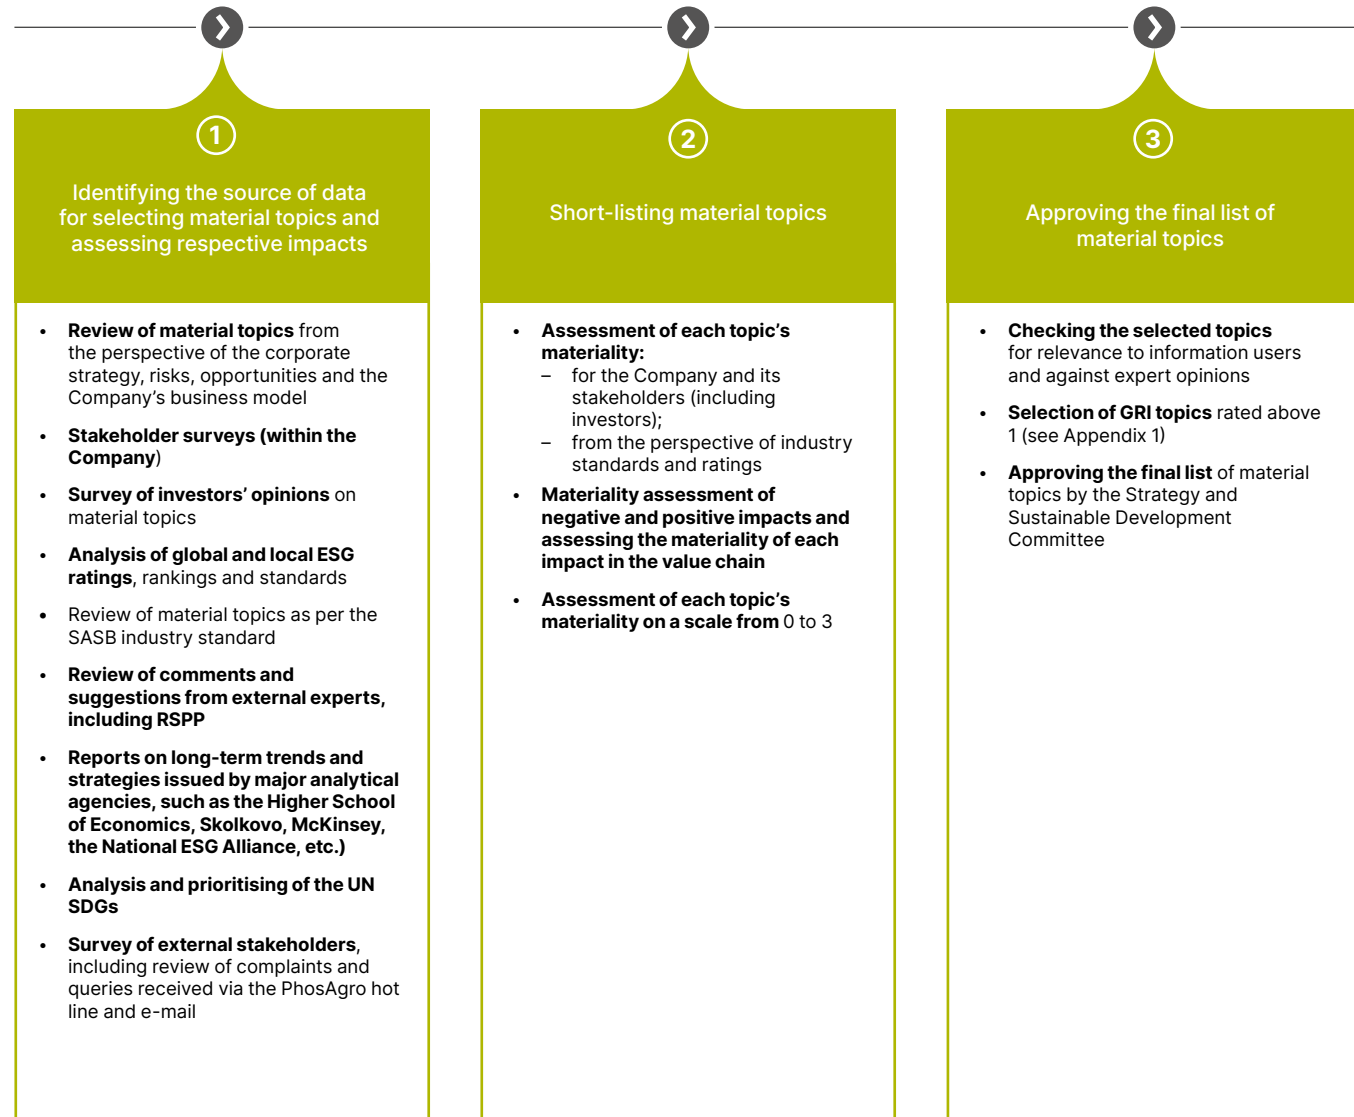 1
Identifying the source of data
for selecting material topics and
assessing respective impacts
• Review of material topics from
the perspective of the corporate
strategy, risks, opportunities and the
Company's business model
• Stakeholder surveys (within the
Company)
• Survey of investors' opinions on
material topics
• Analysis of global and local ESG
ratings, rankings and standards
• Review of material topics as per the
SASB industry standard
• Review of comments and
suggestions from external experts,
including RSPP
• Reports on long-term trends and
strategies issued by major analytical
agencies, such as the Higher School
of Economics, Skolkovo, McKinsey,
the National ESG Alliance, etc.)
• Analysis and prioritising of the UN
SDGs
• Survey of external stakeholders,
including review of complaints and
queries received via the PhosAgro hot
line and e-mail
2
Short-listing material topics
• Assessment of each topic's
materiality:
– for the Company and its
stakeholders (including
investors);
– from the perspective of industry
standards and ratings
• Materiality assessment of
negative and positive impacts and
assessing the materiality of each
impact in the value chain
• Assessment of each topic's
materiality on a scale from 0 to 3
3
Approving the final list of
material topics
• Checking the selected topics
for relevance to information users
and against expert opinions
• Selection of GRI topics rated above
1 (see Appendix 1)
• Approving the final list of material
topics by the Strategy and
Sustainable Development
Committee